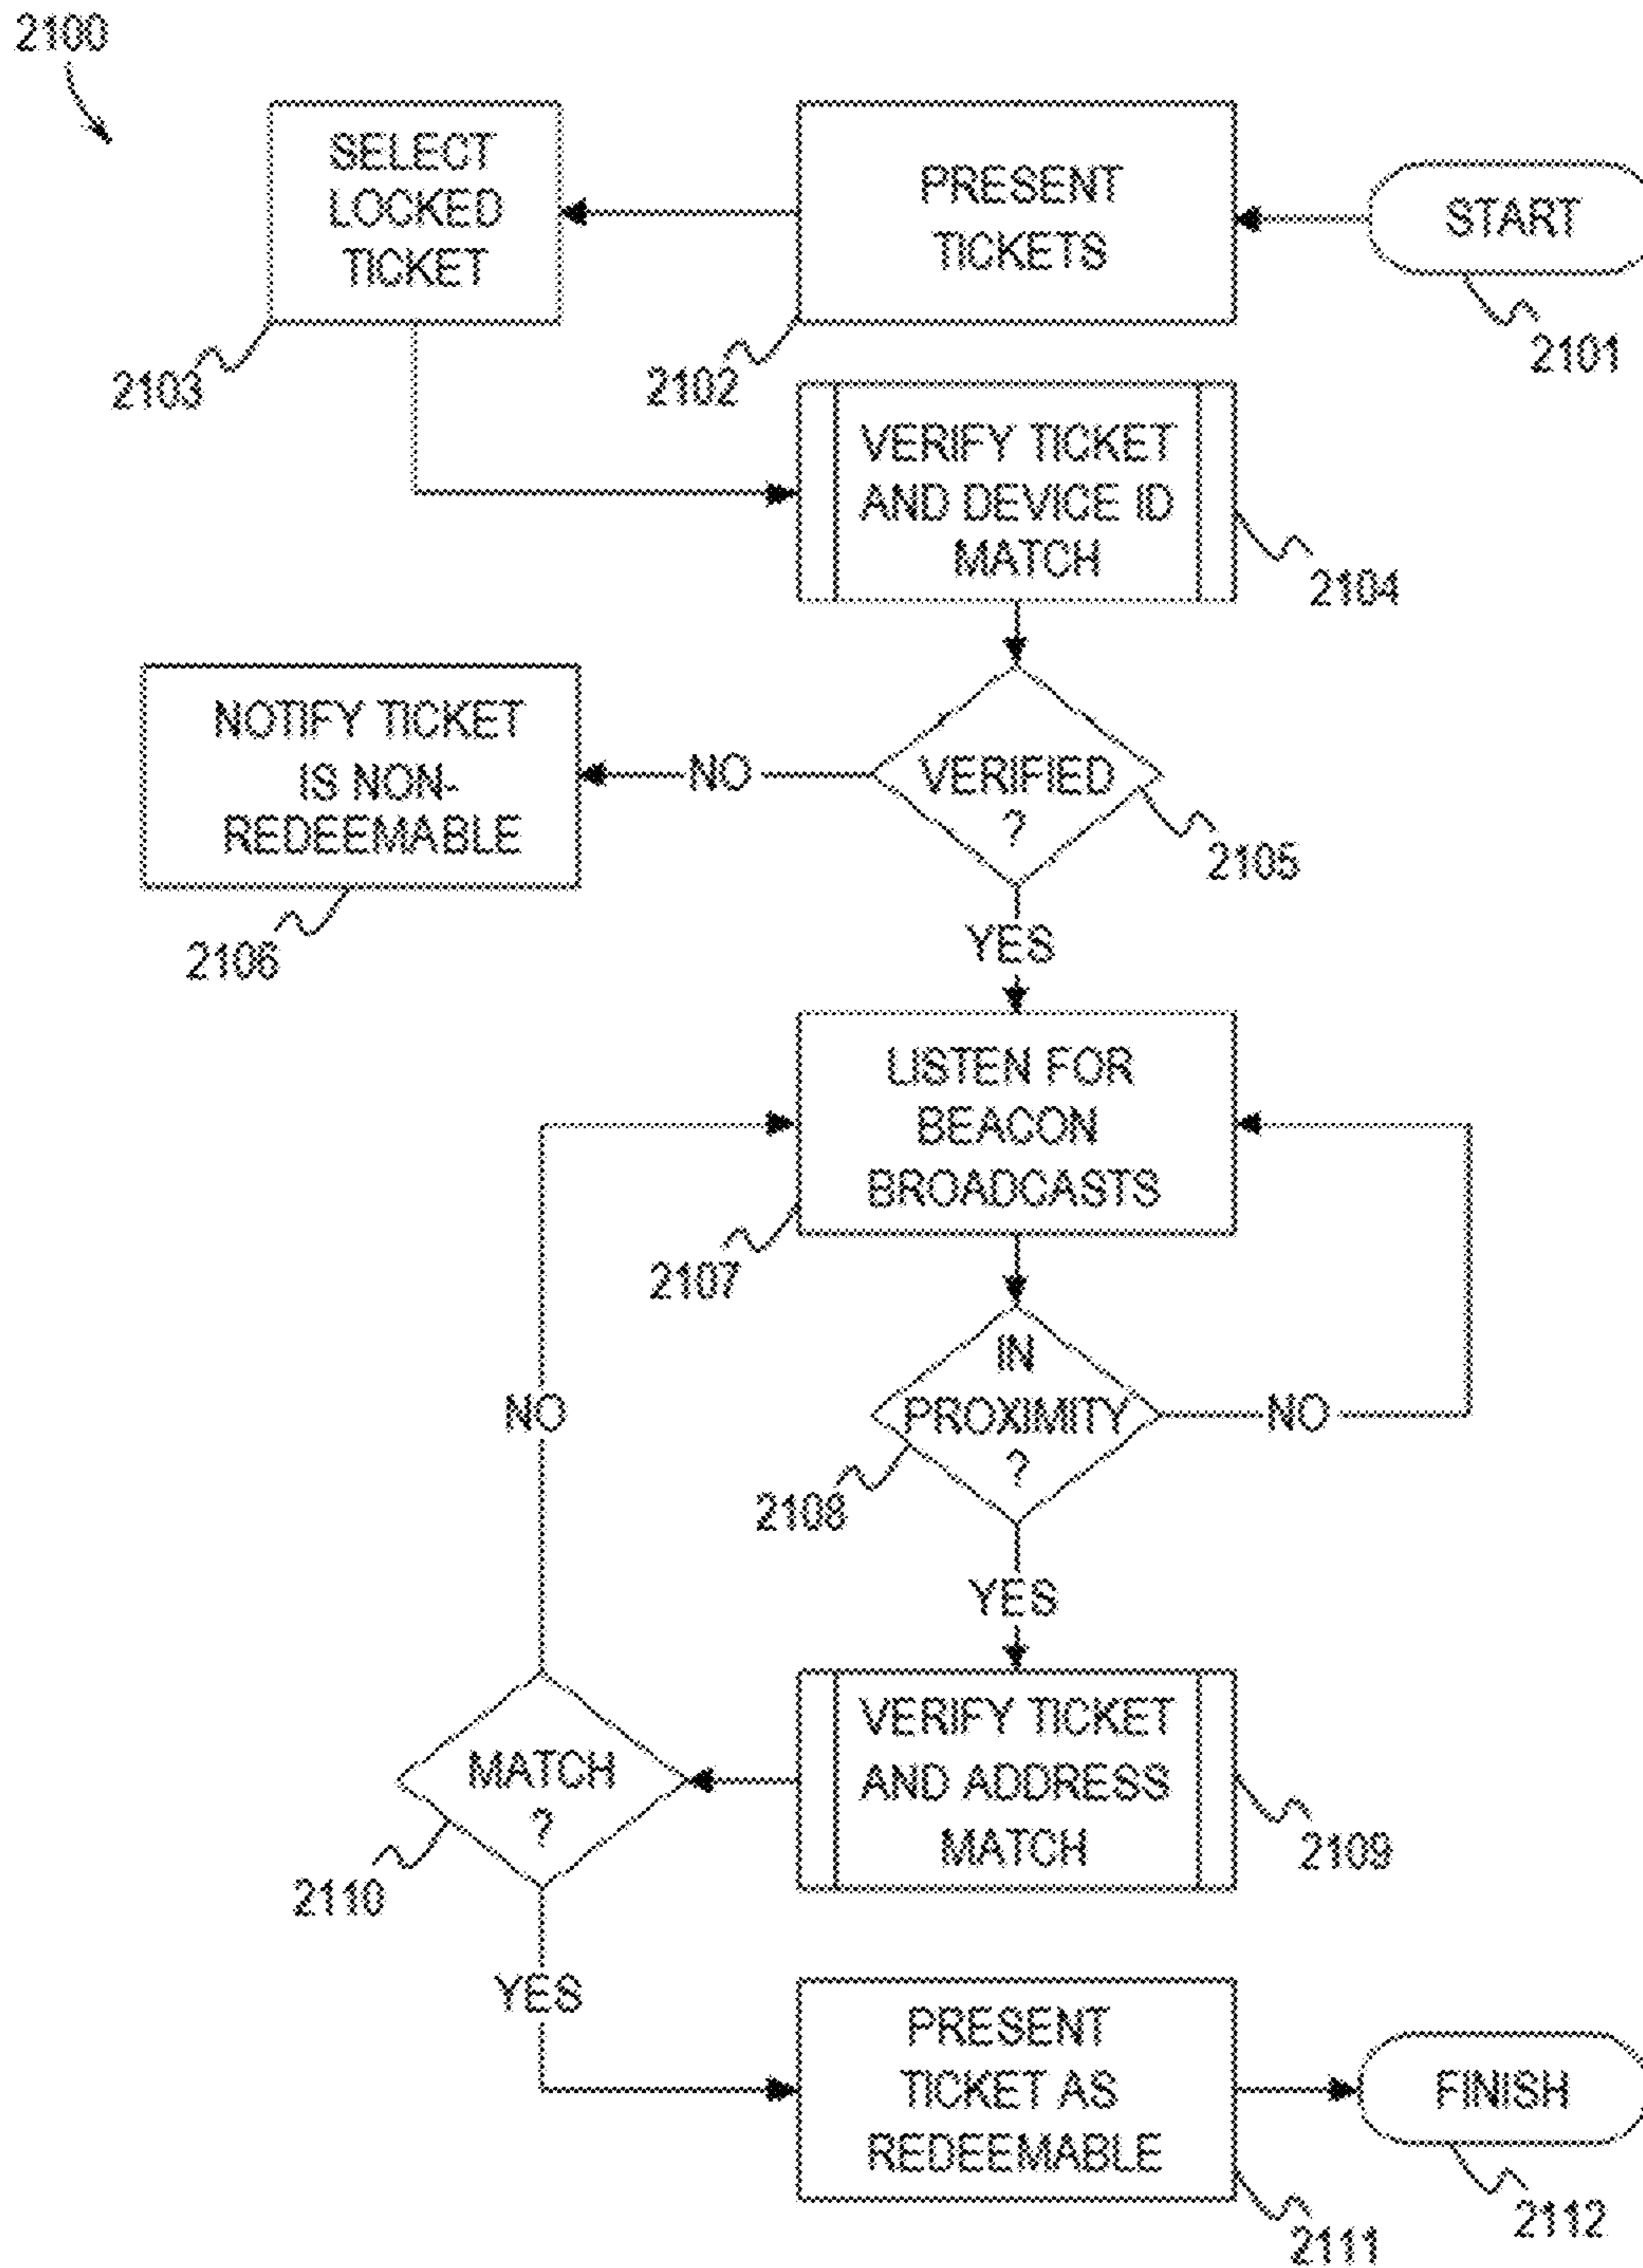 2100
START
2101
PRESENT
TICKETS
2102
SELECT
LOCKED
TICKET
2103
VERIFY TICKET
AND DEVICE ID
MATCH
2104
VERIFIED
?
2105
NO
NOTIFY TICKET
IS NON-
REDEEMABLE
2106
YES
LISTEN FOR
BEACON
BROADCASTS
2107
IN
PROXIMITY
?
2108
NO
YES
VERIFY TICKET
AND ADDRESS
MATCH
2109
MATCH
?
2110
NO
YES
PRESENT
TICKET AS
REDEEMABLE
2111
FINISH
2112